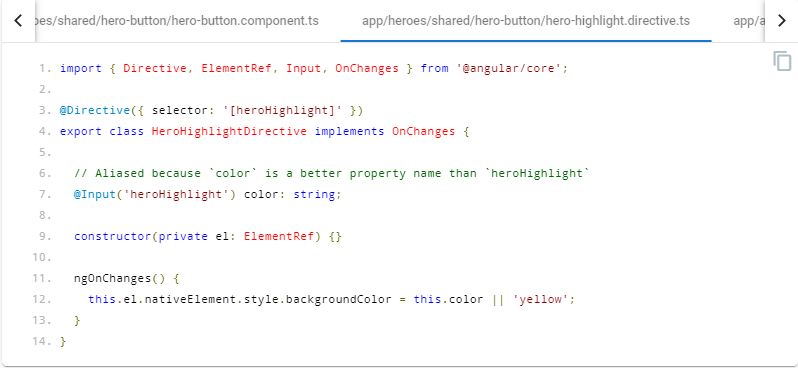 oes/shared/hero-button/hero-button.component.ts app/heroes/shared/hero-button/hero-highlight.directive.ts app/a
1. import { Directive, ElementRef, Input, OnChanges } from '@angular/core';
2.
3. @Directive({ selector: '[heroHighlight]' })
4. export class HeroHighlightDirective implements OnChanges {
5.
6. // Aliased because `color` is a better property name than `heroHighlight`
7. @Input('heroHighlight') color: string;
8.
9. constructor(private el: ElementRef) {}
10.
11. ngOnChanges() {
12. this.el.nativeElement.style.backgroundColor = this.color || 'yellow';
13. }
14. }